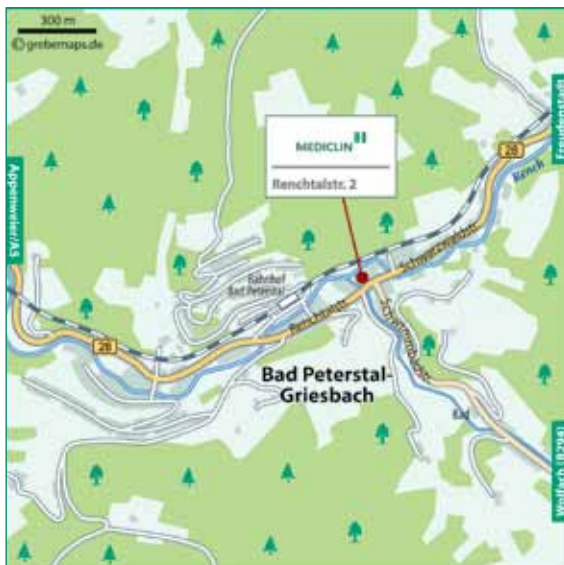 300 m
© grebemaps.de
MEDICLIN
Renchtalstr. 2
Freudenstadt
28
Rench
Appenweier/A5
Schwarzwaldstr.
Bahnhof
Bad Peterstal
Renchtalstr.
28
Bad Peterstal-
Griesbach
Wolfach (B294)